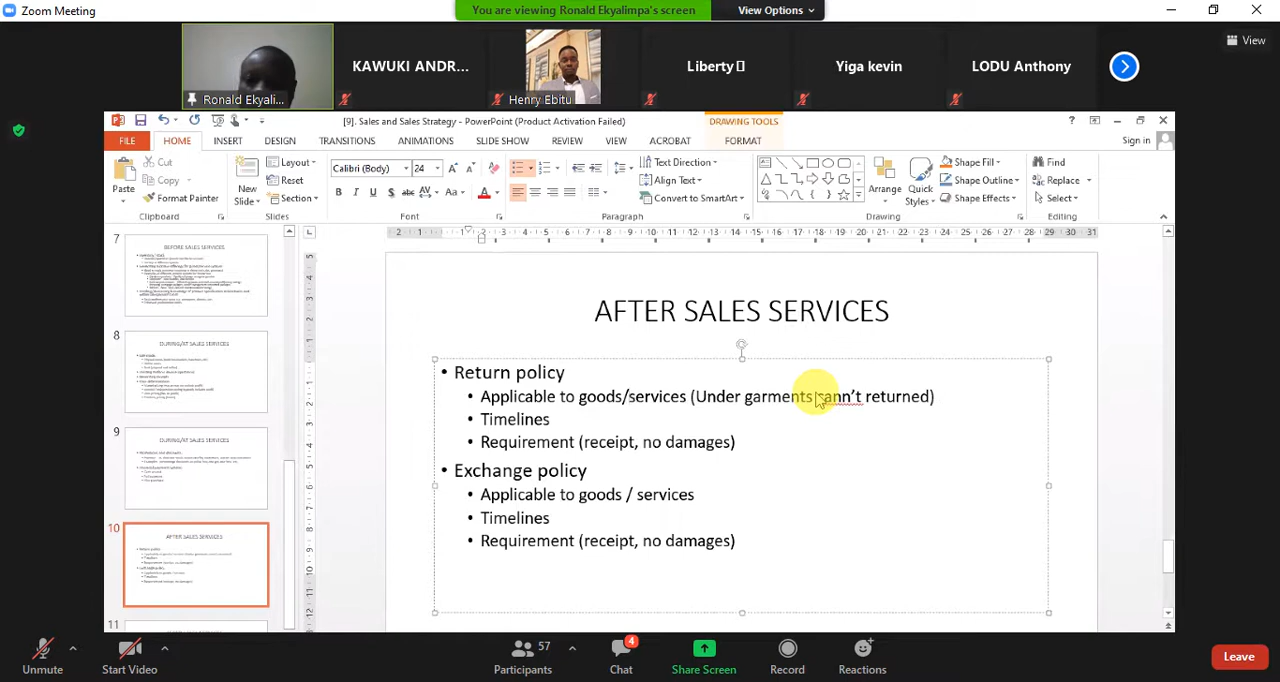 Zoom Meeting
You are viewing Ronald Ekyalimpa's screen
View Options
View
Ronald Ekyali...
KAWUKI ANDR...
Henry Ebitu
Liberty
Yiga kevin
LODU Anthony
[9]. Sales and Sales Strategy - PowerPoint (Product Activation Failed)
DRAWING TOOLS
FILE HOME INSERT DESIGN TRANSITIONS ANIMATIONS SLIDE SHOW REVIEW VIEW ACROBAT FORMAT
Sign in
Paste
Cut
Copy
Format Painter
Clipboard
New Slide
Layout
Reset
Section
Slides
Calibri (Body) 24
Font
Text Direction
Align Text
Convert to SmartArt
Paragraph
Arrange
Quick Styles
Shape Fill
Shape Outline
Shape Effects
Drawing
Find
Replace
Select
Editing
7
BEFORE SALES SERVICES
8
DURING/AT SALES SERVICES
9
DURING/AT SALES SERVICES
10
AFTER SALES SERVICES
11
AFTER SALES SERVICES
• Return policy
• Applicable to goods/services (Under garments cann't returned)
• Timelines
• Requirement (receipt, no damages)
• Exchange policy
• Applicable to goods / services
• Timelines
• Requirement (receipt, no damages)
Unmute
Start Video
57
Participants
4
Chat
Share Screen
Record
Reactions
Leave